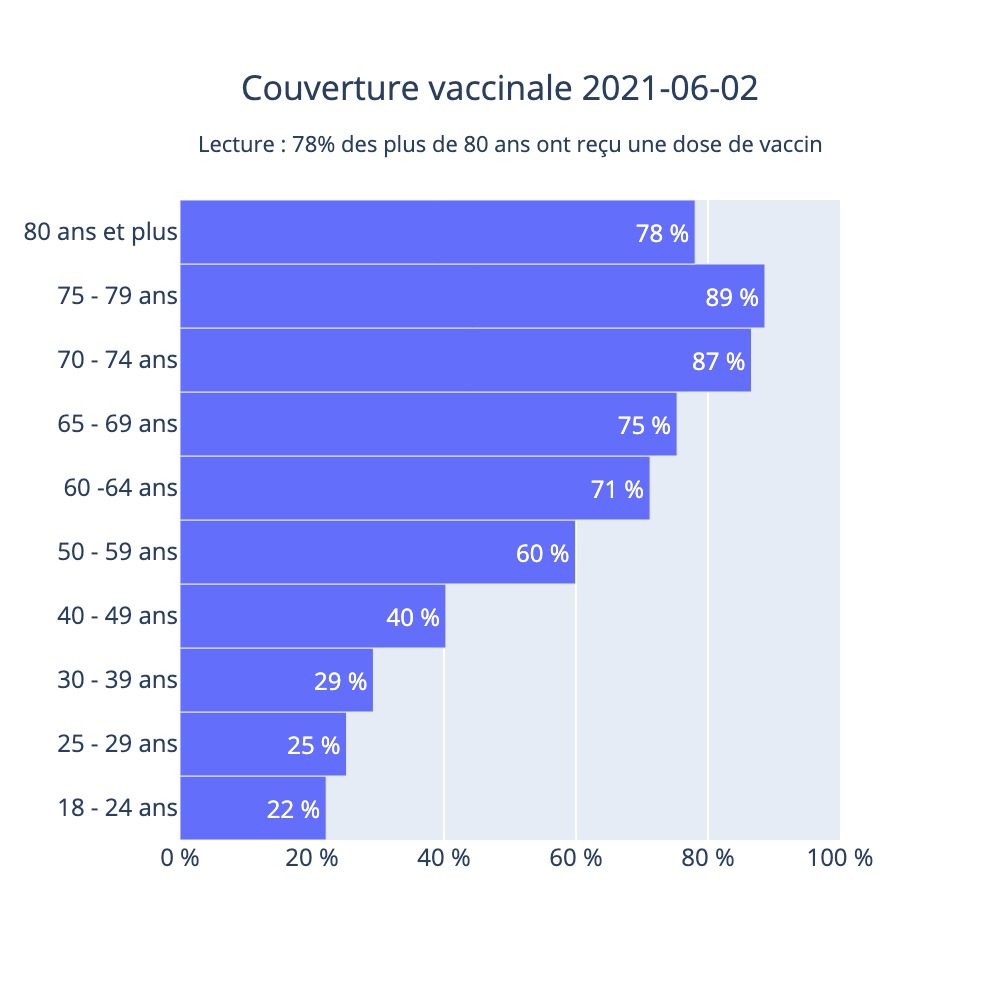 Couverture vaccinale 2021-06-02
Lecture : 78% des plus de 80 ans ont reçu une dose de vaccin
80 ans et plus 78 %
75 - 79 ans 89 %
70 - 74 ans 87 %
65 - 69 ans 75 %
60 -64 ans 71 %
50 - 59 ans 60 %
40 - 49 ans 40 %
30 - 39 ans 29 %
25 - 29 ans 25 %
18 - 24 ans 22 %
0 % 20 % 40 % 60 % 80 % 100 %